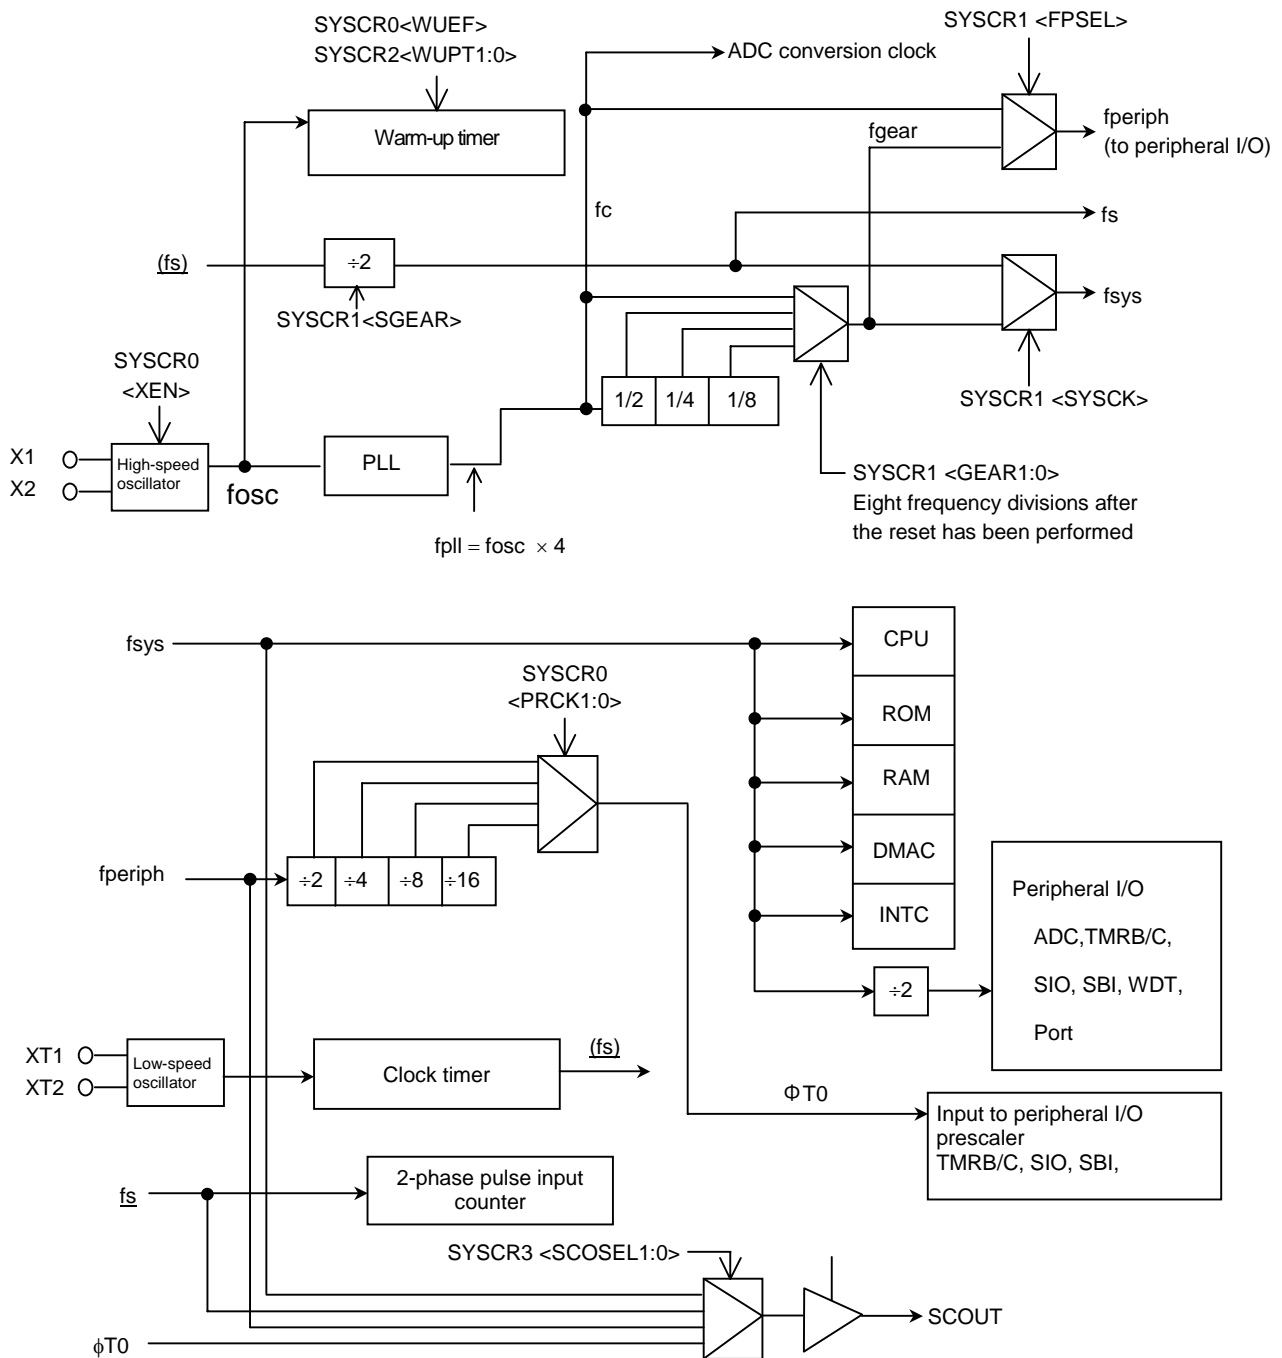 SYSCR0<WUEF>
SYSCR2<WUPT1:0>
SYSCR1 <FPSEL>
ADC conversion clock
Warm-up timer
fgear
fperiph
(to peripheral I/O)
fc
fs
(fs)
÷2
SYSCR1<SGEAR>
fsys
SYSCR0
<XEN>
1/2
1/4
1/8
SYSCR1 <SYSCK>
X1
X2
High-speed
oscillator
fosc
PLL
SYSCR1 <GEAR1:0>
Eight frequency divisions after
the reset has been performed
fpll = fosc × 4
fsys
CPU
SYSCR0
<PRCK1:0>
ROM
RAM
DMAC
fperiph
÷2
÷4
÷8
÷16
INTC
Peripheral I/O
ADC,TMRB/C,
SIO, SBI, WDT,
Port
÷2
XT1
XT2
Low-speed
oscillator
Clock timer
(fs)
ΦT0
Input to peripheral I/O
prescaler
TMRB/C, SIO, SBI,
fs
2-phase pulse input
counter
SYSCR3 <SCOSEL1:0>
SCOUT
ϕT0